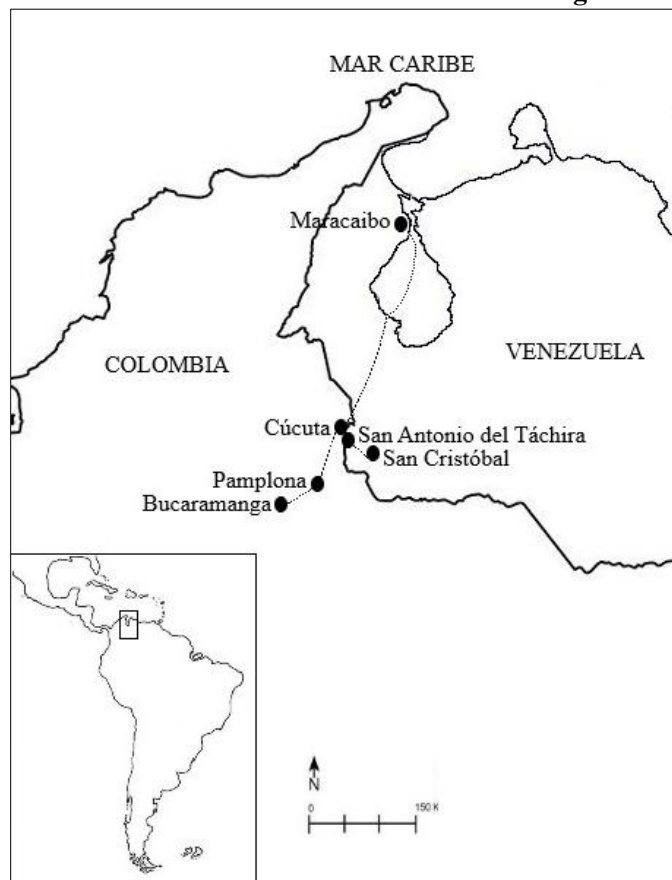 g
MAR CARIBE
Maracaibo
COLOMBIA
VENEZUELA
Cúcuta
San Antonio del Táchira
San Cristóbal
Pamplona
Bucaramanga
N
0 150 K